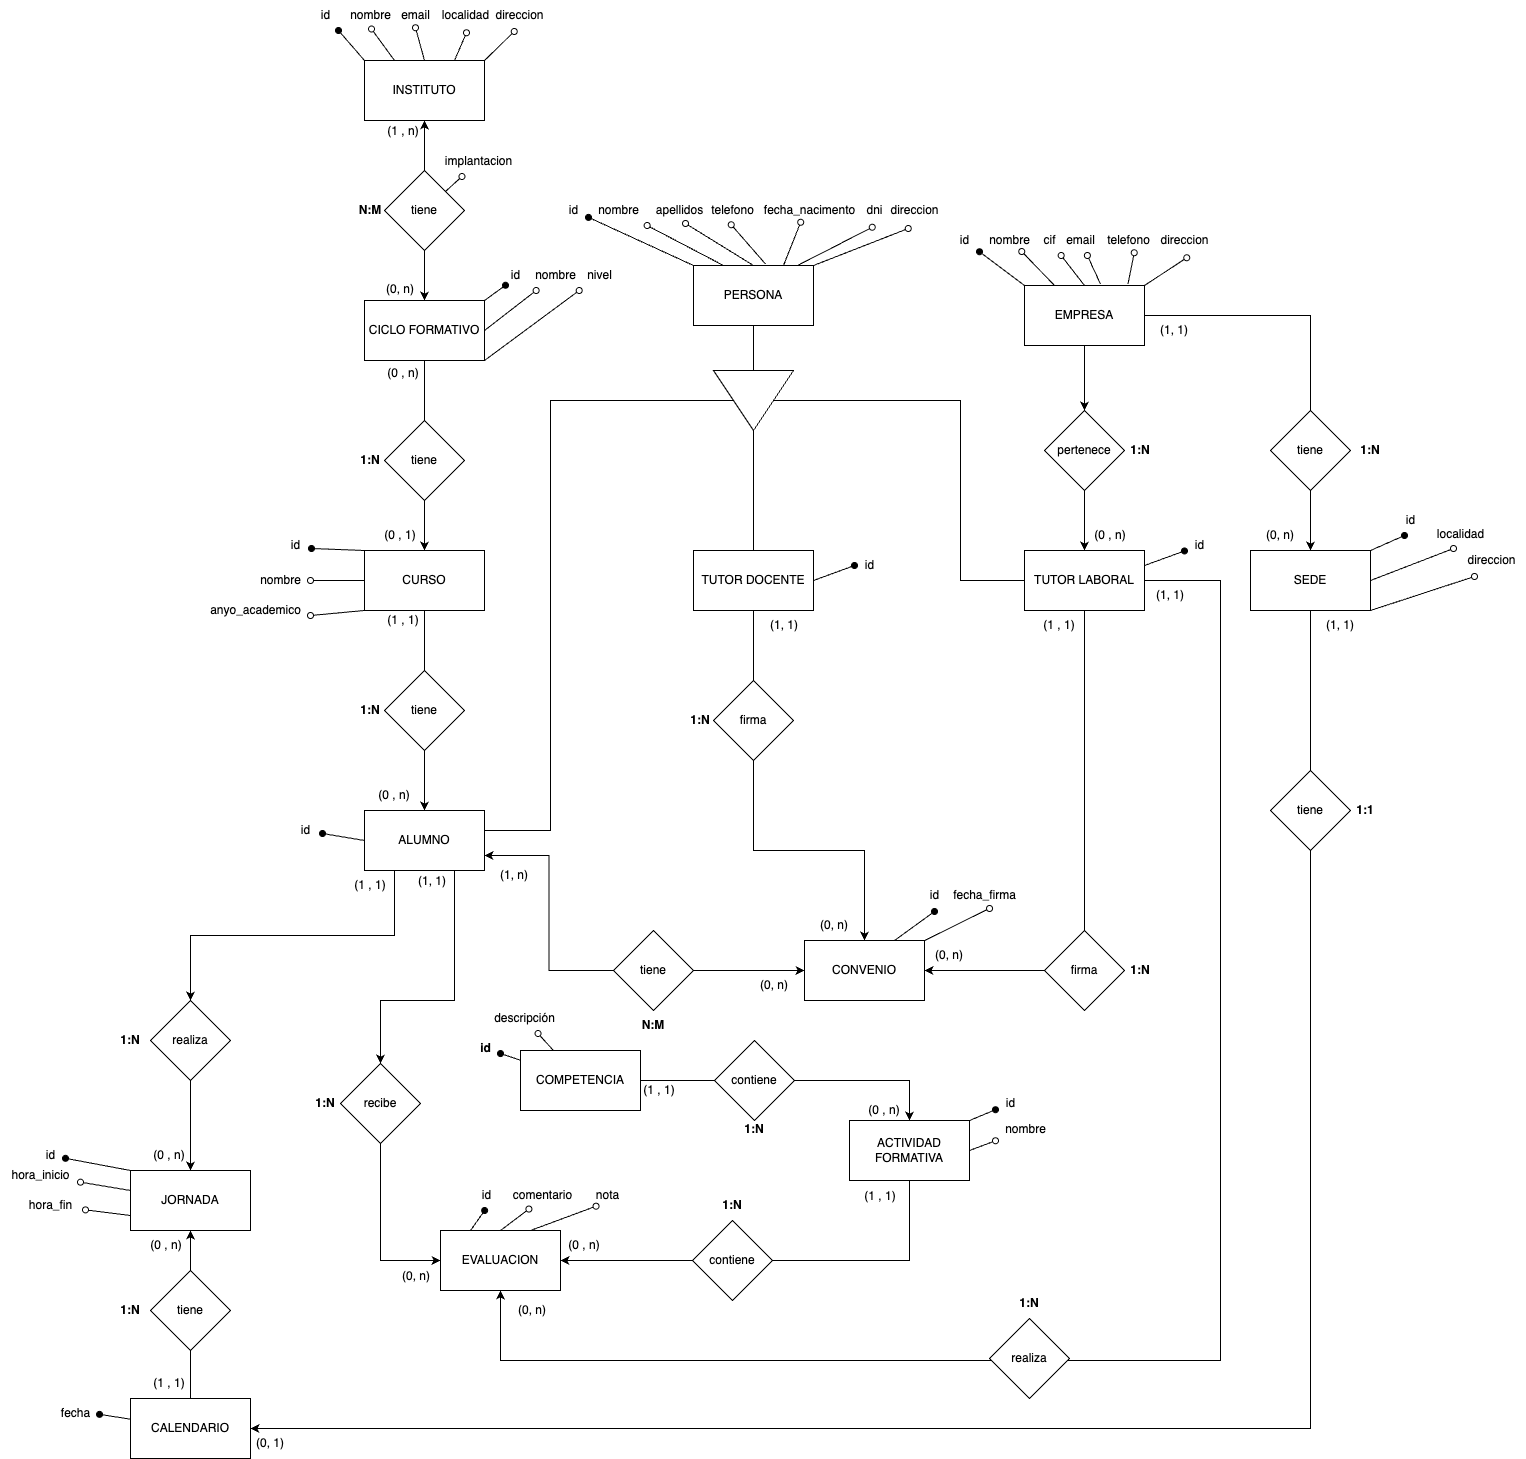 id nombre email localidad direccion
INSTITUTO
(1 , n)
implantacion
N:M tiene
(0, n)
id nombre nivel
CICLO FORMATIVO
(0 , n)
1:N tiene
(0 , 1)
id
nombre
anyo_academico
CURSO
(1 , 1)
1:N tiene
(0 , n)
id
ALUMNO
(1 , 1)
(1, 1)
(1, n)
id nombre apellidos telefono fecha_nacimento dni direccion
PERSONA
id nombre cif email telefono direccion
EMPRESA
(1, 1)
pertenece 1:N
tiene 1:N
(0 , n)
id
TUTOR LABORAL
(1, 1)
(1 , 1)
(0, n)
id
localidad
direccion
SEDE
(1, 1)
TUTOR DOCENTE
id
(1, 1)
1:N firma
tiene 1:1
(0, n)
id fecha_firma
CONVENIO
(0, n)
firma 1:N
tiene
N:M
(0, n)
1:N realiza
1:N recibe
descripción
id
COMPETENCIA
(1 , 1)
contiene
1:N
(0 , n)
id
nombre
ACTIVIDAD
FORMATIVA
(1 , 1)
(0 , n)
id
hora_inicio
hora_fin
JORNADA
(0 , n)
1:N tiene
(1 , 1)
fecha
CALENDARIO
(0, 1)
id comentario nota
EVALUACION
(0 , n)
(0, n)
(0, n)
1:N
contiene
1:N
realiza